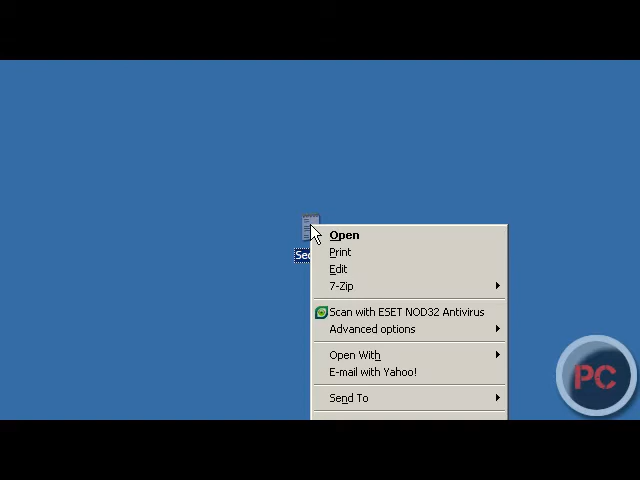 Open
Print
Edit
7-Zip
Scan with ESET NOD32 Antivirus
Advanced options
Open With
E-mail with Yahoo!
Send To
PC